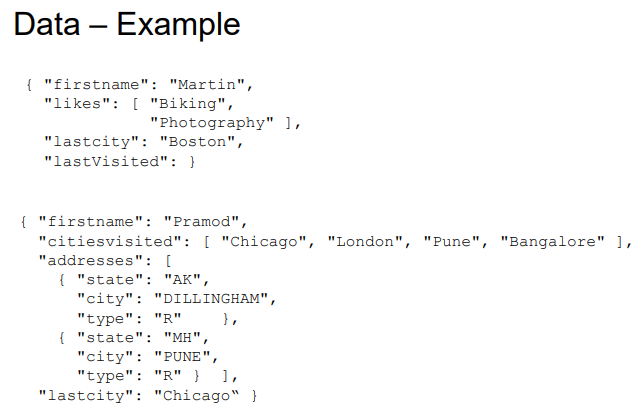 Data – Example
{ "firstname": "Martin",
"likes": [ "Biking",
"Photography" ],
"lastcity": "Boston",
"lastVisited": }
{ "firstname": "Pramod",
"citiesvisited": [ "Chicago", "London", "Pune", "Bangalore" ],
"addresses": [
{ "state": "AK",
"city": "DILLINGHAM",
"type": "R" },
{ "state": "MH",
"city": "PUNE",
"type": "R" } ],
"lastcity": "Chicago“ }